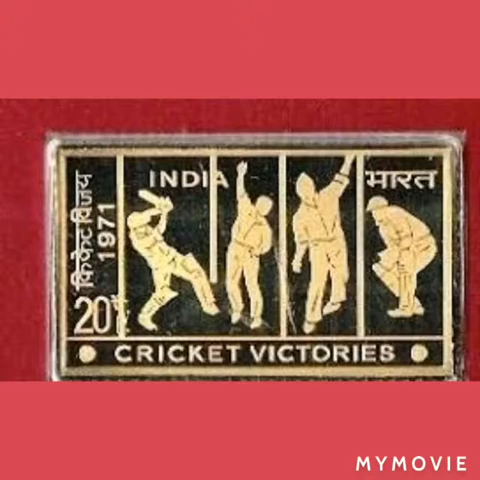 INDIA भारत
क्रिकेट विजय
1971
20 पै
CRICKET VICTORIES
MYMOVIE